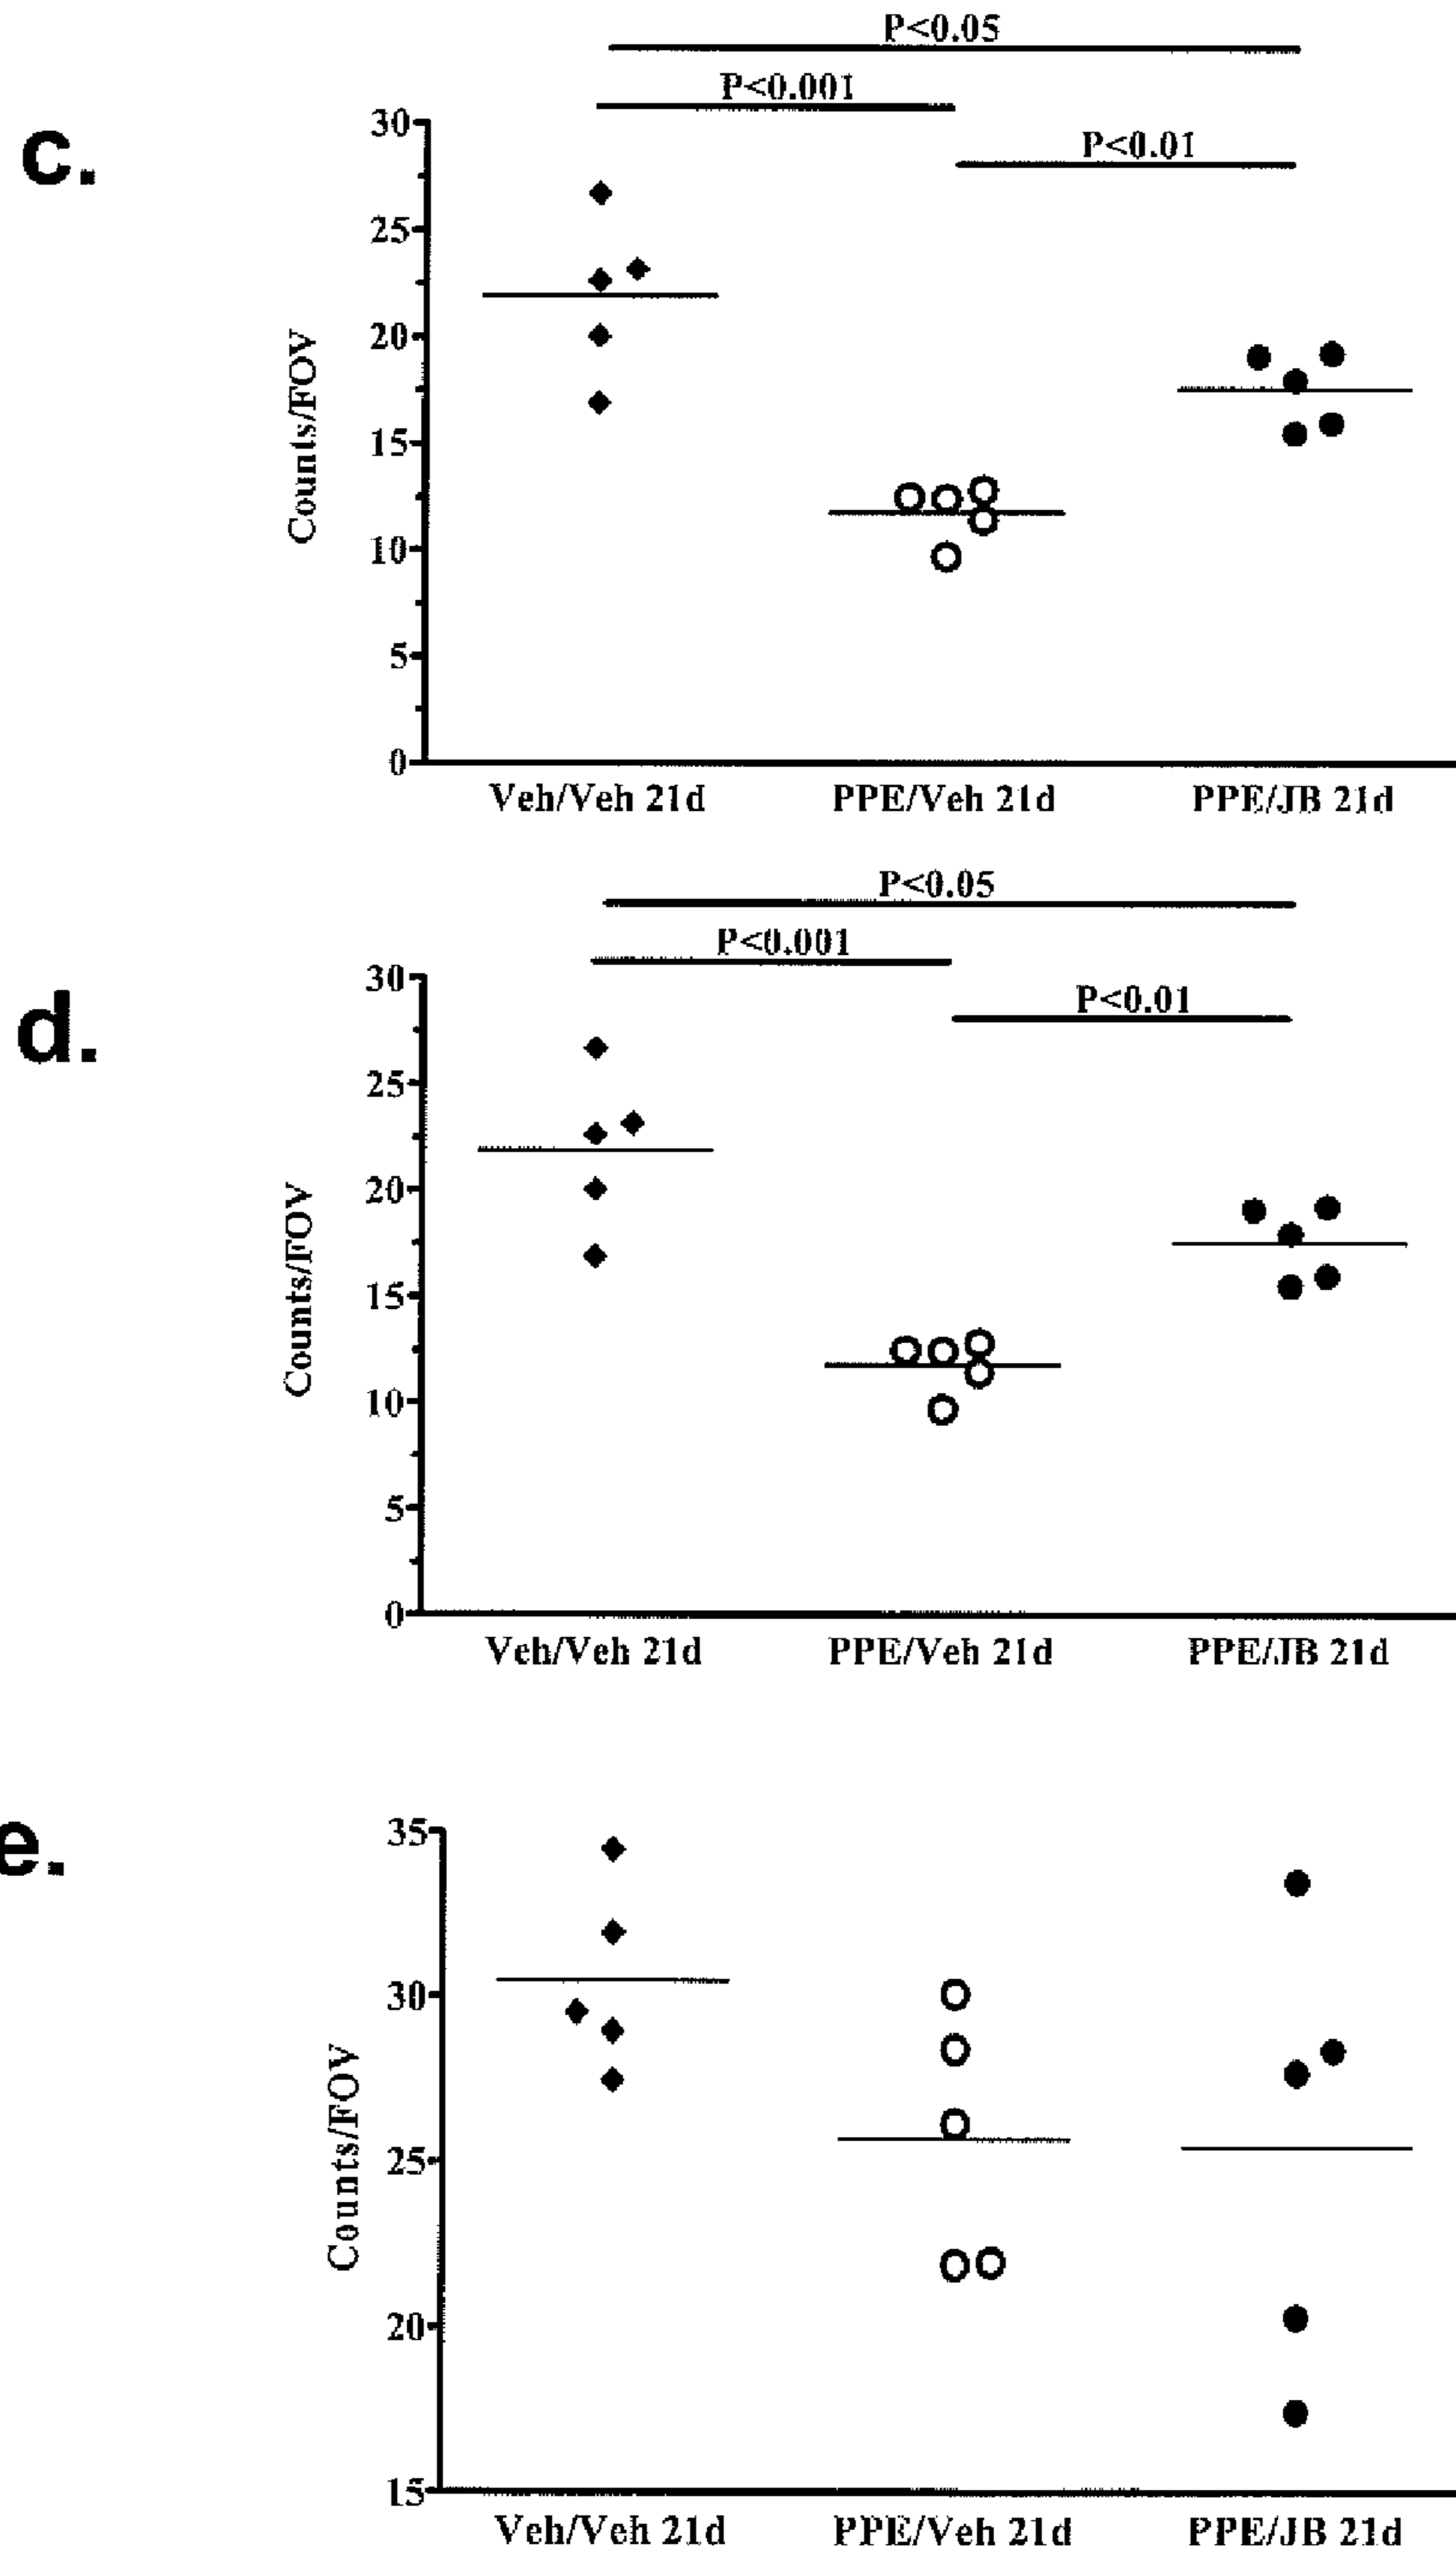 c.
P<0.05
P<0.001
P<0.01
30
25
20
15
10
5
0
Counts/FOV
Veh/Veh 21d
PPE/Veh 21d
PPE/JB 21d
d.
P<0.05
P<0.001
P<0.01
30
25
20
15
10
5
0
Counts/FOV
Veh/Veh 21d
PPE/Veh 21d
PPE/JB 21d
e.
35
30
25
20
15
Counts/FOV
Veh/Veh 21d
PPE/Veh 21d
PPE/JB 21d